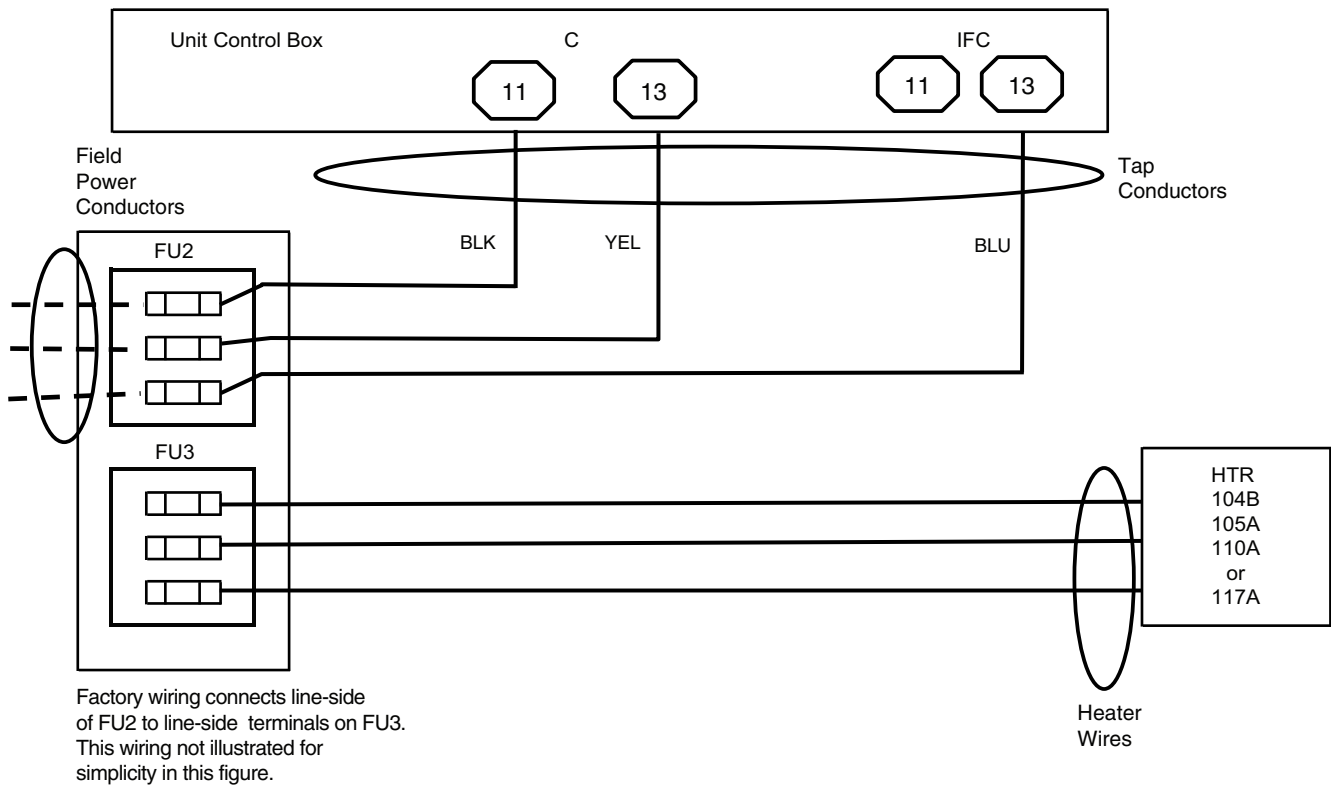 Unit Control Box
C
IFC
11
13
11
13
Field
Power
Conductors
Tap
Conductors
BLK
YEL
BLU
FU2
FU3
HTR
104B
105A
110A
or
117A
Factory wiring connects line-side
of FU2 to line-side terminals on FU3.
This wiring not illustrated for
simplicity in this figure.
Heater
Wires